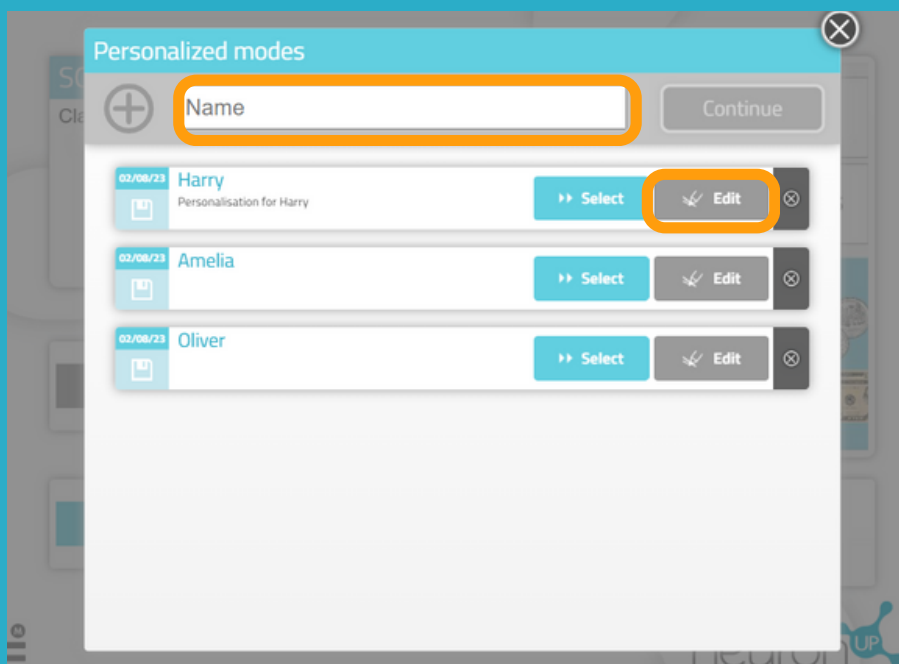 Personalized modes
Name
Continue
02/08/23
Harry
Personalisation for Harry
Select
Edit
02/08/23
Amelia
Select
Edit
02/08/23
Oliver
Select
Edit
UP